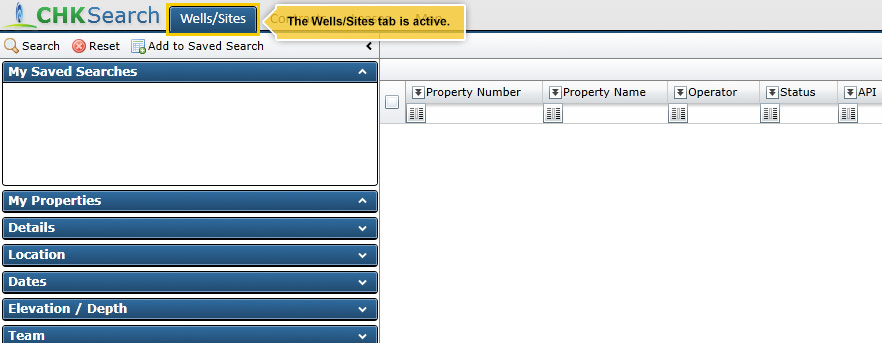 CHKSearch Wells/Sites The Wells/Sites tab is active.
Search Reset Add to Saved Search
My Saved Searches
Property Number Property Name Operator Status API
My Properties
Details
Location
Dates
Elevation / Depth
Team